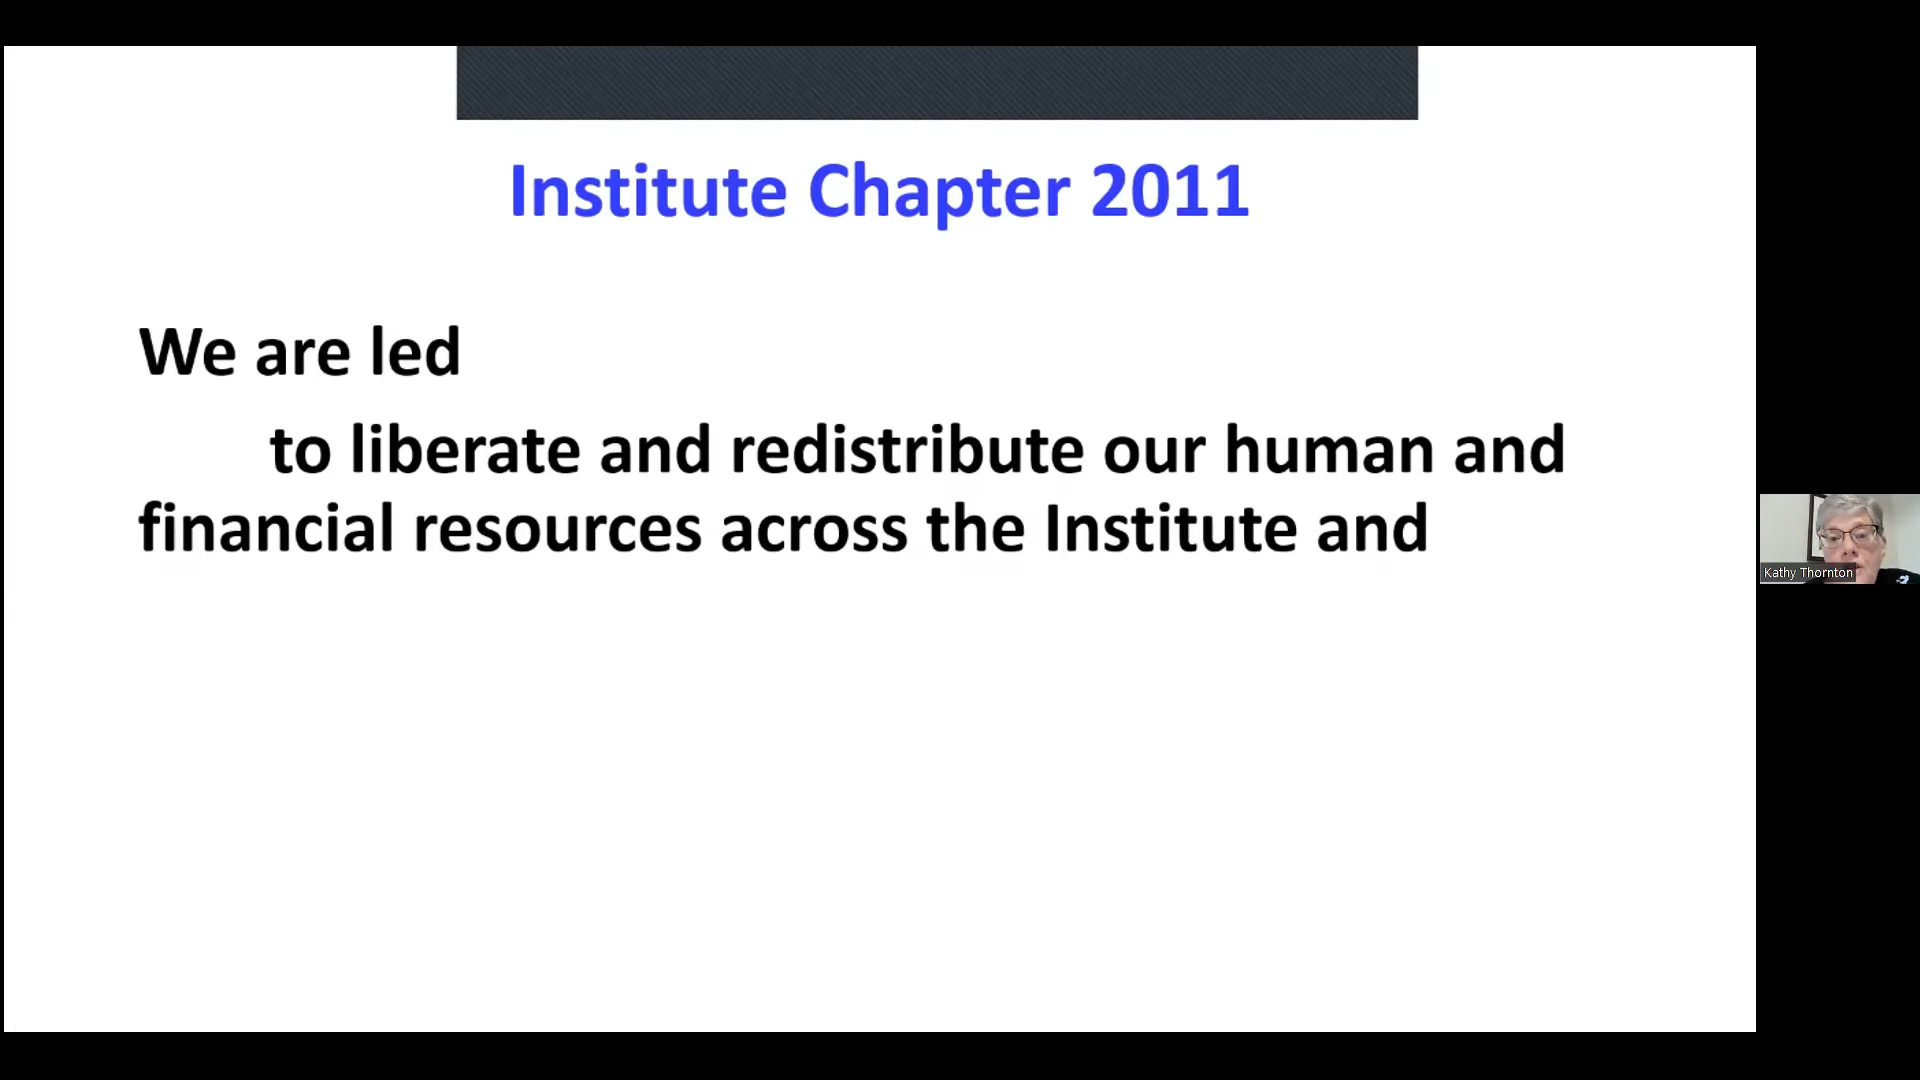 Institute Chapter 2011
We are led
to liberate and redistribute our human and
financial resources across the Institute and
Kathy Thornton